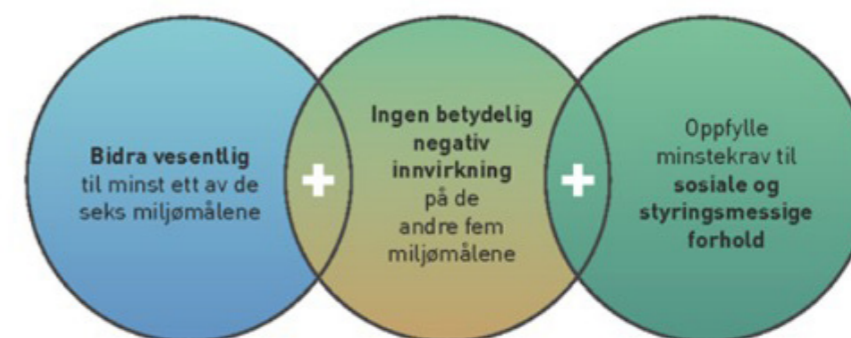 Bidra vesentlig
til minst ett av de
seks miljømålene
Ingen betydelig
negativ
innvirkning
på de
andre fem
miljømålene
Oppfylle
minstekrav til
sosiale og
styringsmessige
forhold